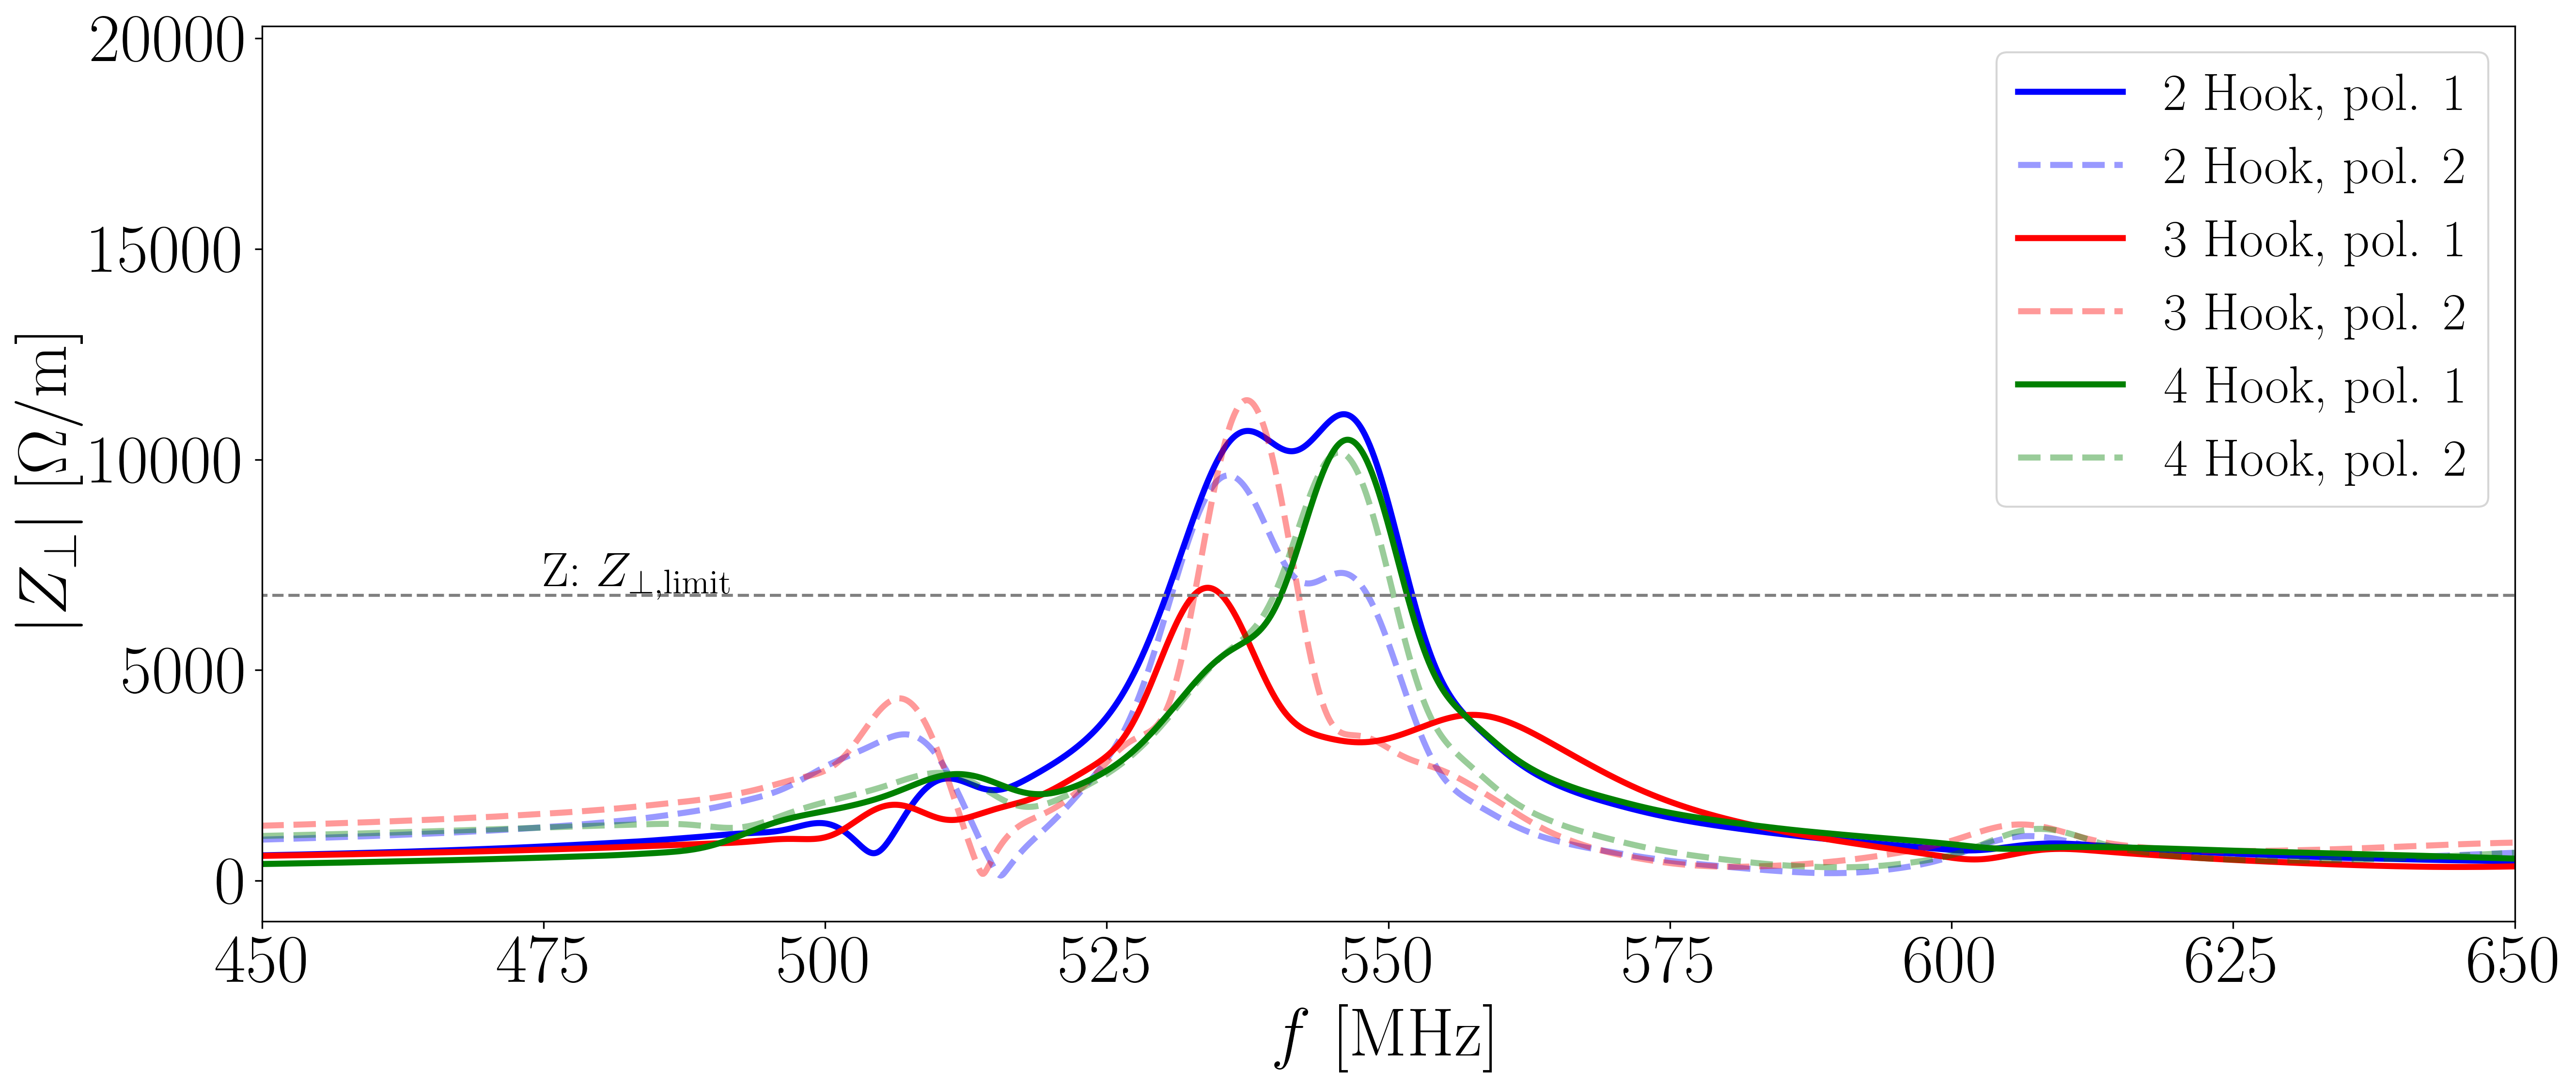 20000
15000
10000
5000
0
|Z⊥| [Ω/m]
Z: Z⊥,limit
2 Hook, pol. 1
2 Hook, pol. 2
3 Hook, pol. 1
3 Hook, pol. 2
4 Hook, pol. 1
4 Hook, pol. 2
450 475 500 525 550 575 600 625 650
f [MHz]